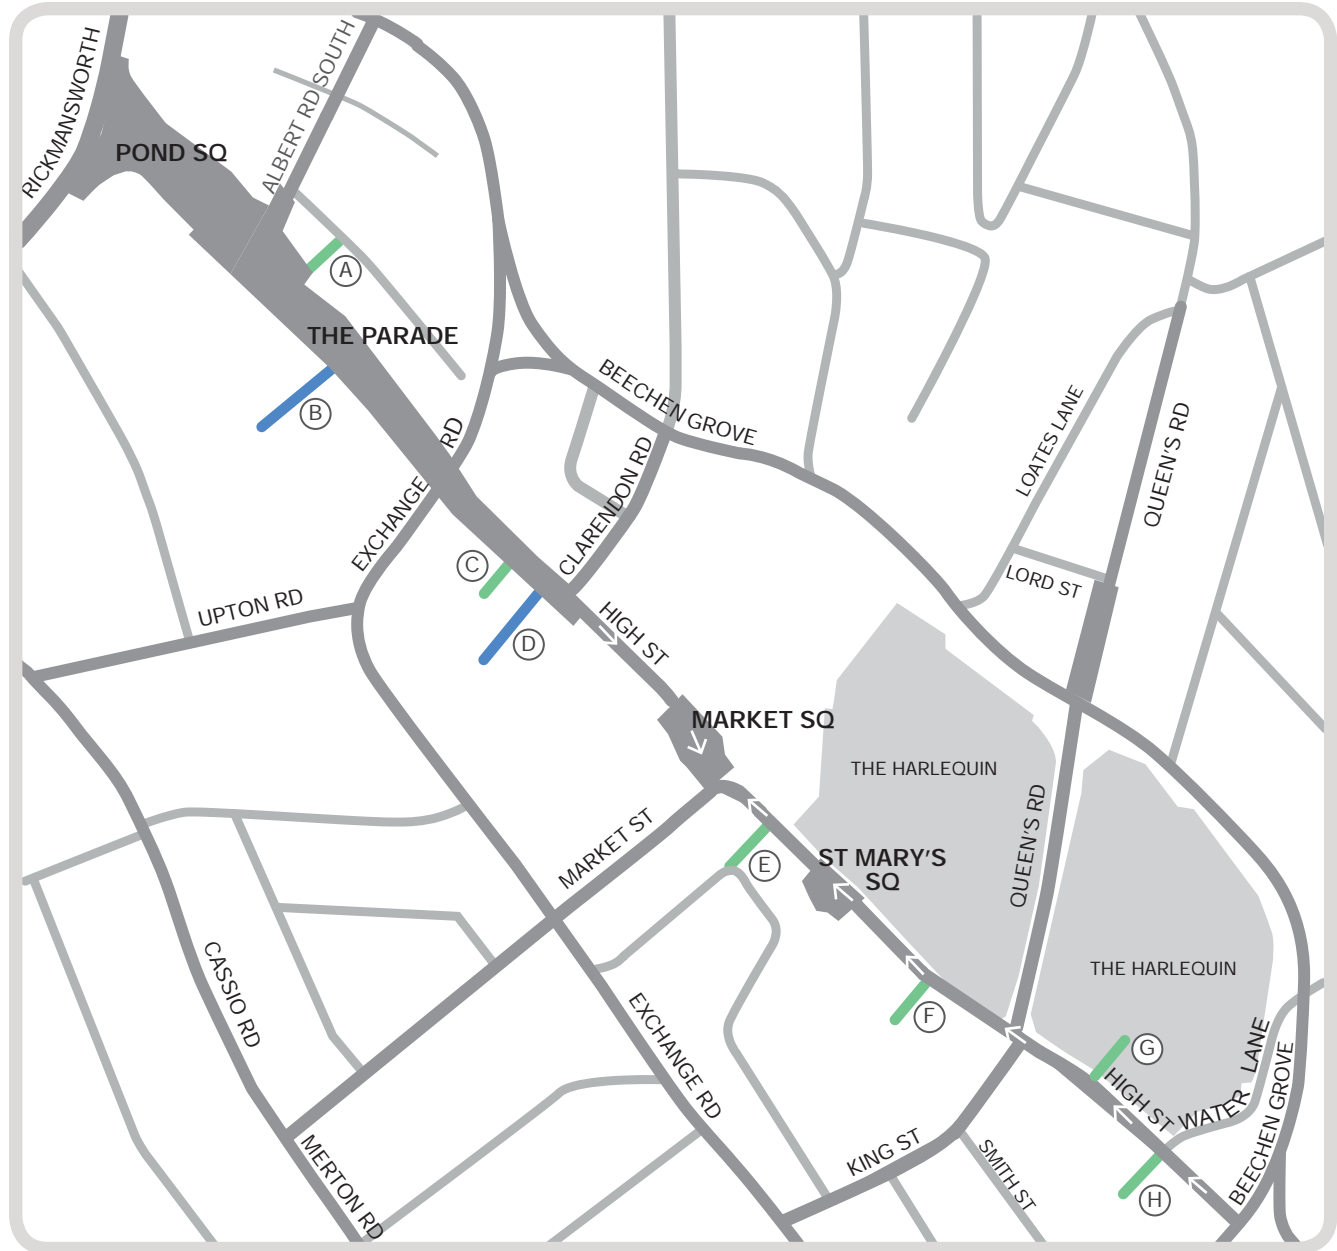 RICKMANSWORTH
ALBERT RD SOUTH
POND SQ
A
THE PARADE
B
BEECHEN GROVE
EXCHANGE RD
CLARENDON RD
LOATES LANE
QUEEN'S RD
C
LORD ST
UPTON RD
D
HIGH ST
MARKET SQ
THE HARLEQUIN
MARKET ST
E
ST MARY'S
SQ
QUEEN'S RD
THE HARLEQUIN
CASSIO RD
EXCHANGE RD
F
G
HIGH ST
WATER LANE
BEECHEN GROVE
MERTON RD
KING ST
SMITH ST
H